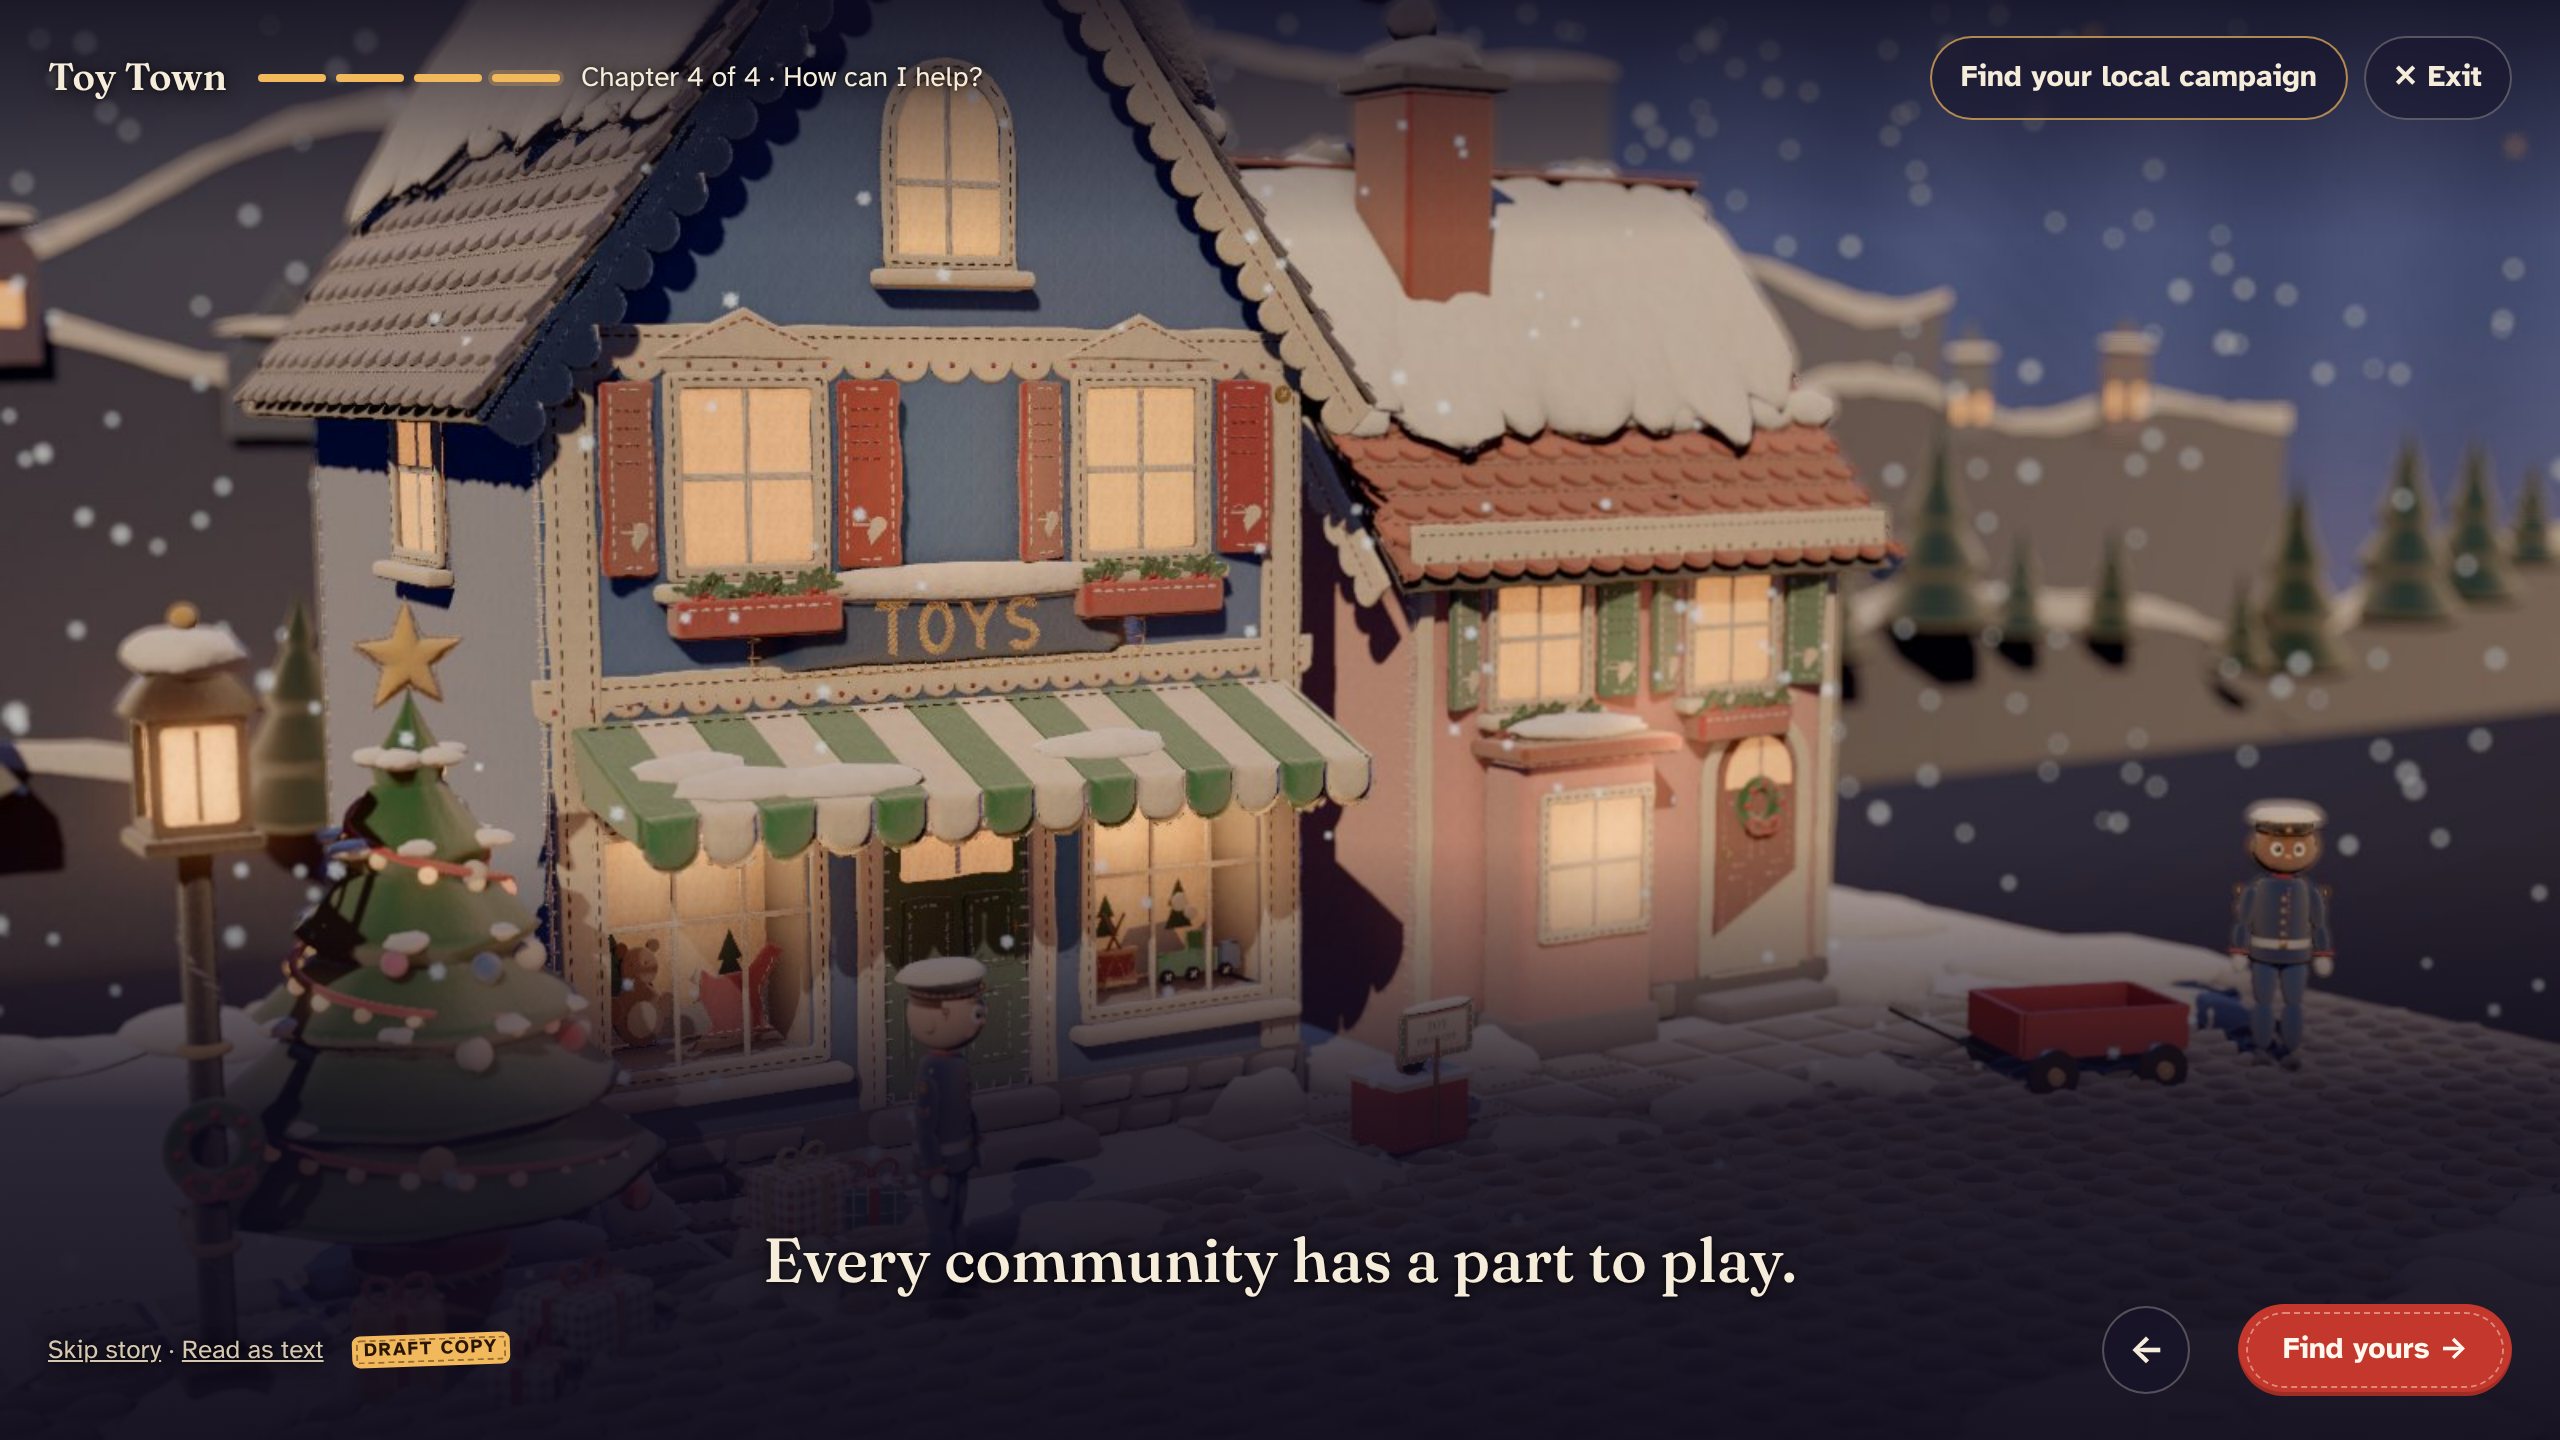 Toy Town
Chapter 4 of 4 · How can I help?
Find your local campaign
✕ Exit
TOYS
TOY
Every community has a part to play.
Skip story · Read as text
DRAFT COPY
←
Find yours →